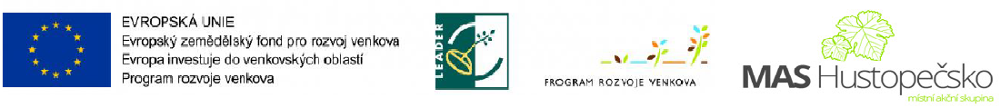 EVROPSKÁ UNIE
Evropský zemědělský fond pro rozvoj venkova
Evropa investuje do venkovských oblastí
Program rozvoje venkova
LEADER
PROGRAM ROZVOJE VENKOVA
MAS Hustopečsko
místní akční skupina